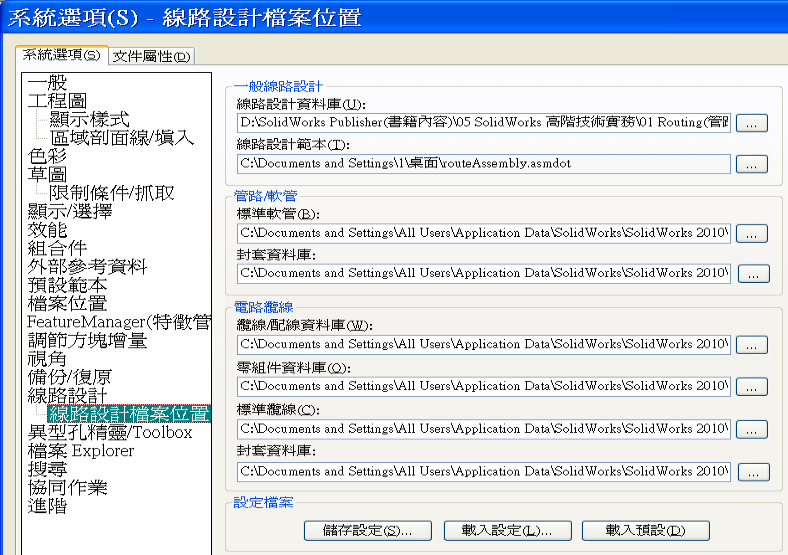 系統選項(S) - 線路設計檔案位置
系統選項(S) 文件屬性(D)
一般
工程圖
顯示樣式
區域剖面線/填入
色彩
草圖
限制條件/抓取
顯示/選擇
效能
組合件
外部參考資料
預設範本
檔案位置
FeatureManager(特徵管
調節方塊增量
視角
備份/復原
線路設計
線路設計檔案位置
異型孔精靈/Toolbox
檔案 Explorer
搜尋
協同作業
進階
一般線路設計
線路設計資料庫(U):
D:\SolidWorks Publisher(書籍內容)\05 SolidWorks 高階技術實務\01 Routing(管路 ...
線路設計範本(T):
C:\Documents and Settings\1\桌面\routeAssembly.asmdot ...
管路/軟管
標準軟管(B):
C:\Documents and Settings\All Users\Application Data\SolidWorks\SolidWorks 2010\ ...
封套資料庫:
C:\Documents and Settings\All Users\Application Data\SolidWorks\SolidWorks 2010\ ...
電路纜線
纜線/配線資料庫(W):
C:\Documents and Settings\All Users\Application Data\SolidWorks\SolidWorks 2010\ ...
零組件資料庫(O):
C:\Documents and Settings\All Users\Application Data\SolidWorks\SolidWorks 2010\ ...
標準纜線(C):
C:\Documents and Settings\All Users\Application Data\SolidWorks\SolidWorks 2010\ ...
封套資料庫:
C:\Documents and Settings\All Users\Application Data\SolidWorks\SolidWorks 2010\ ...
設定檔案
儲存設定(S)... 載入設定(L)... 載入預設(D)